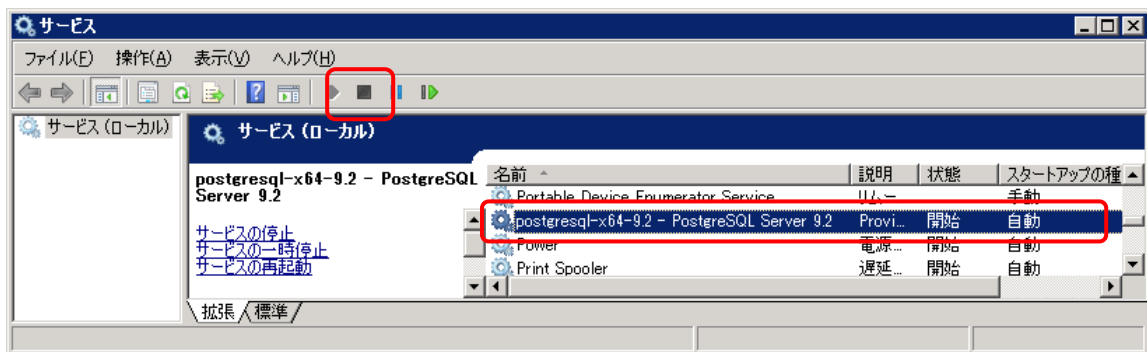 サービス
ファイル(F) 操作(A) 表示(V) ヘルプ(H)
サービス (ローカル)
サービス (ローカル)
postgresql-x64-9.2 - PostgreSQL Server 9.2
サービスの停止
サービスの一時停止
サービスの再起動
名前 説明 状態 スタートアップの種
Portable Device Enumerator Service リムー 手動
postgresql-x64-9.2 - PostgreSQL Server 9.2 Provi... 開始 自動
Power 電源... 開始 自動
Print Spooler 遅延... 開始 自動
拡張 標準